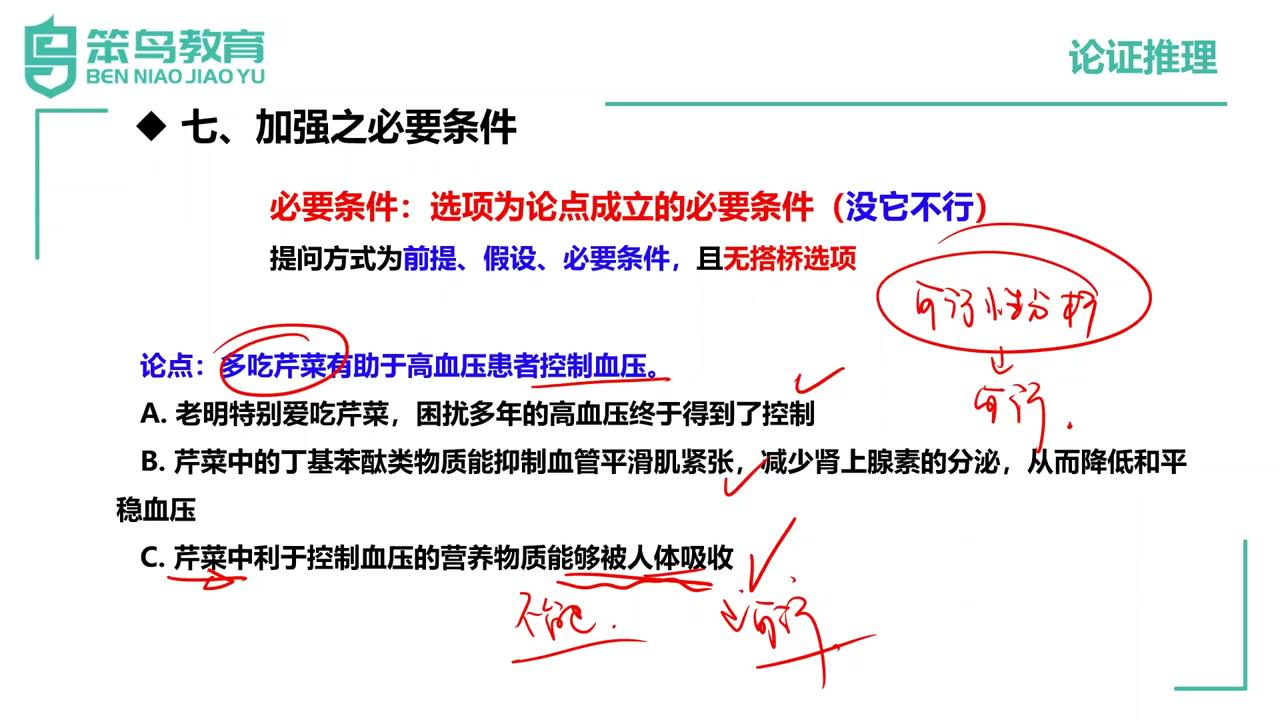 笨鸟教育
BEN NIAO JIAO YU
论证推理
◆ 七、加强之必要条件
必要条件：选项为论点成立的必要条件（没它不行）
提问方式为前提、假设、必要条件，且无搭桥选项
可行性分析
可行.
论点：多吃芹菜有助于高血压患者控制血压。
A. 老明特别爱吃芹菜，困扰多年的高血压终于得到了控制
B. 芹菜中的丁基苯酞类物质能抑制血管平滑肌紧张，减少肾上腺素的分泌，从而降低和平
稳血压
C. 芹菜中利于控制血压的营养物质能够被人体吸收
不能.